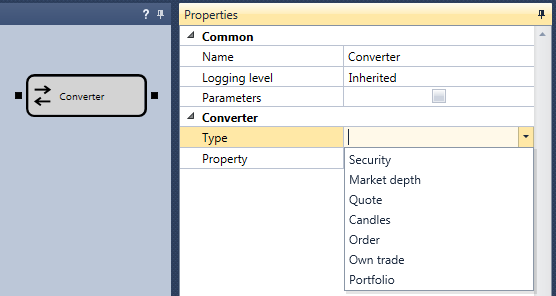 ?
Properties
Common
Name Converter
Logging level Inherited
Parameters
Converter
Converter
Type
Property
Security
Market depth
Quote
Candles
Order
Own trade
Portfolio